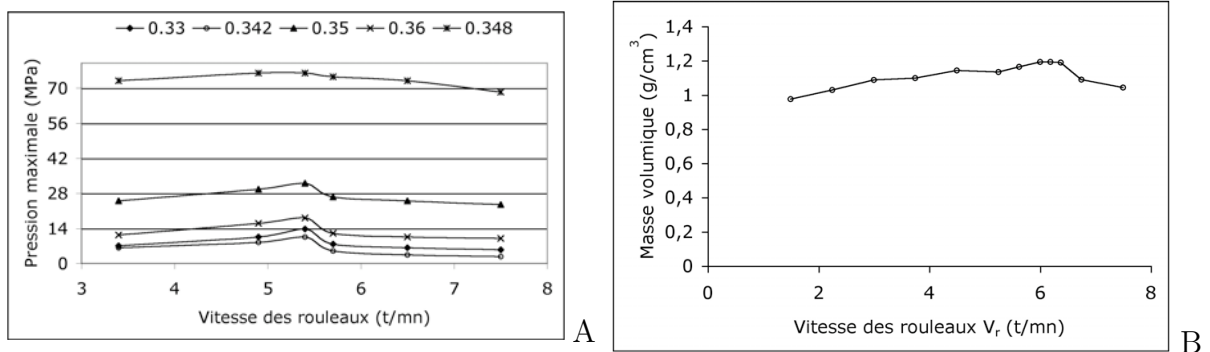 0.33 0.342 0.35 0.36 0.348
Pression maximale (MPa)
70
56
42
28
14
0
3 4 5 6 7 8
Vitesse des rouleaux (t/mn)
A
Masse volumique (g/cm³)
1,4
1,2
1
0,8
0,6
0,4
0,2
0
0 2 4 6 8
Vitesse des rouleaux Vr (t/mn)
B